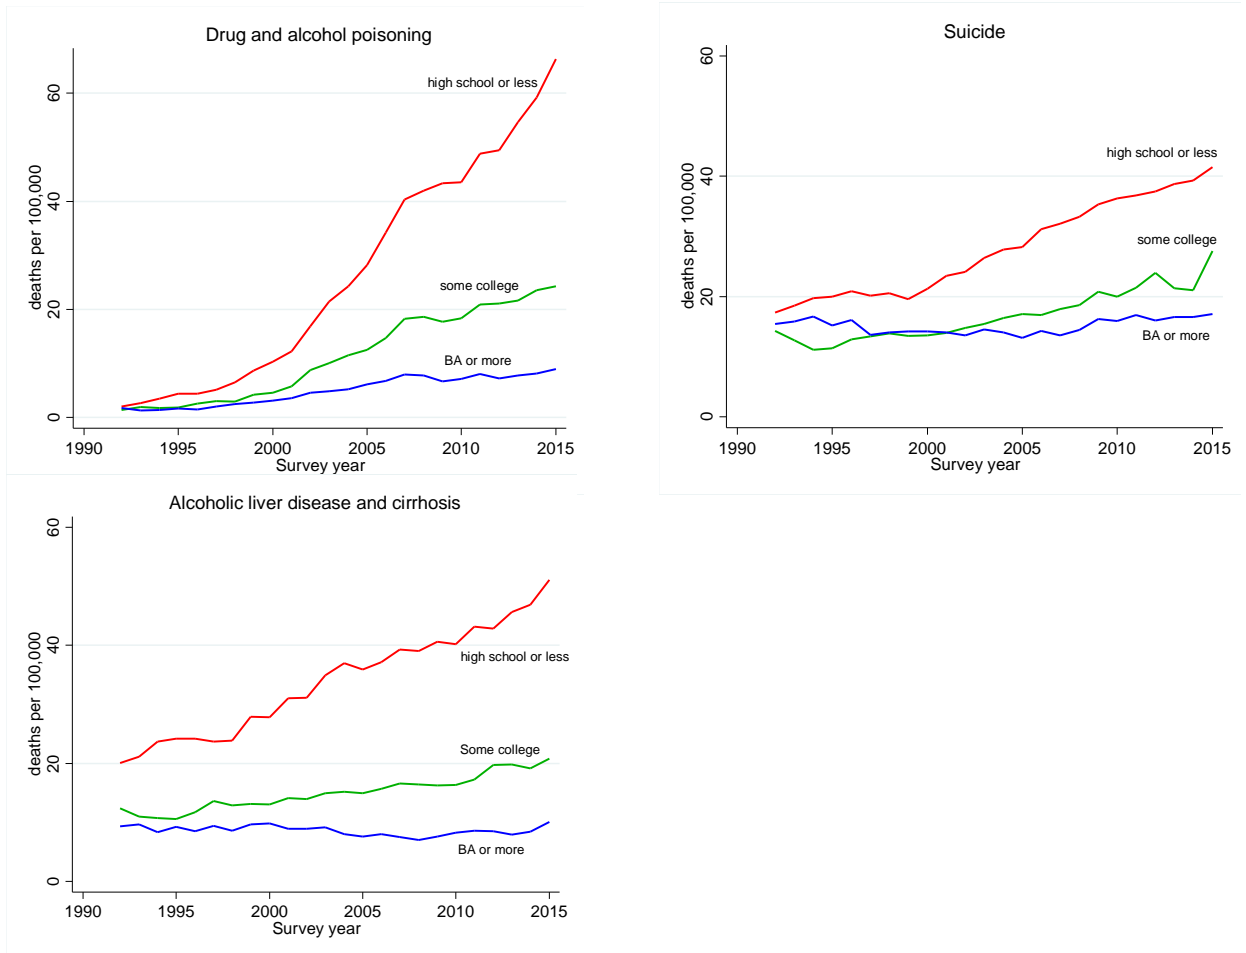 Drug and alcohol poisoning
deaths per 100,000
60
40
20
0
high school or less
some college
BA or more
1990 1995 2000 2005 2010 2015
Survey year
Suicide
deaths per 100,000
60
40
20
0
high school or less
some college
BA or more
1990 1995 2000 2005 2010 2015
Survey year
Alcoholic liver disease and cirrhosis
deaths per 100,000
60
40
20
0
high school or less
Some college
BA or more
1990 1995 2000 2005 2010 2015
Survey year